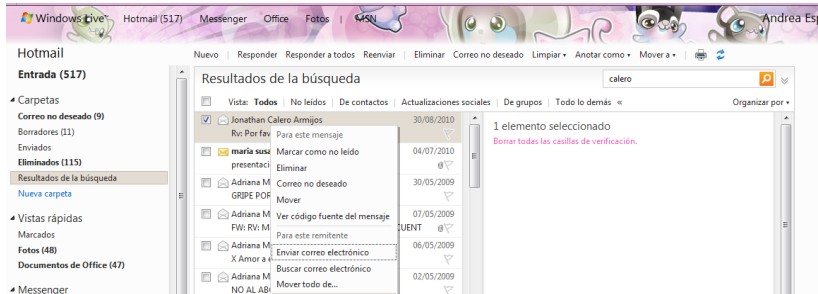 Windows Live Hotmail (517) Messenger Office Fotos | MSN Andrea Esp
Hotmail
Nuevo | Responder Responder a todos Reenviar | Eliminar Correo no deseado Limpiar Anotar como Mover a
Entrada (517)
Carpetas
Correo no deseado (9)
Borradores (11)
Enviados
Eliminados (115)
Resultados de la búsqueda
Nueva carpeta
Vistas rápidas
Marcados
Fotos (48)
Documentos de Office (47)
Messenger
Resultados de la búsqueda
calero
Vista: Todos | No leídos | De contactos | Actualizaciones sociales | De grupos | Todo lo demás « Organizar por
Jonathan Calero Armijos 30/08/2010
Rv: Por fav
maria susa 04/07/2010
presentaci
Adriana M 30/05/2009
GRIPE POR
Adriana M 07/05/2009
FW: RV: M CUENT
Adriana M 06/05/2009
X Amor a
Adriana M 02/05/2009
NO AL AB
Para este mensaje
Marcar como no leído
Eliminar
Correo no deseado
Mover
Ver código fuente del mensaje
Para este remitente
Enviar correo electrónico
Buscar correo electrónico
Mover todo de...
1 elemento seleccionado
Borrar todas las casillas de verificación.